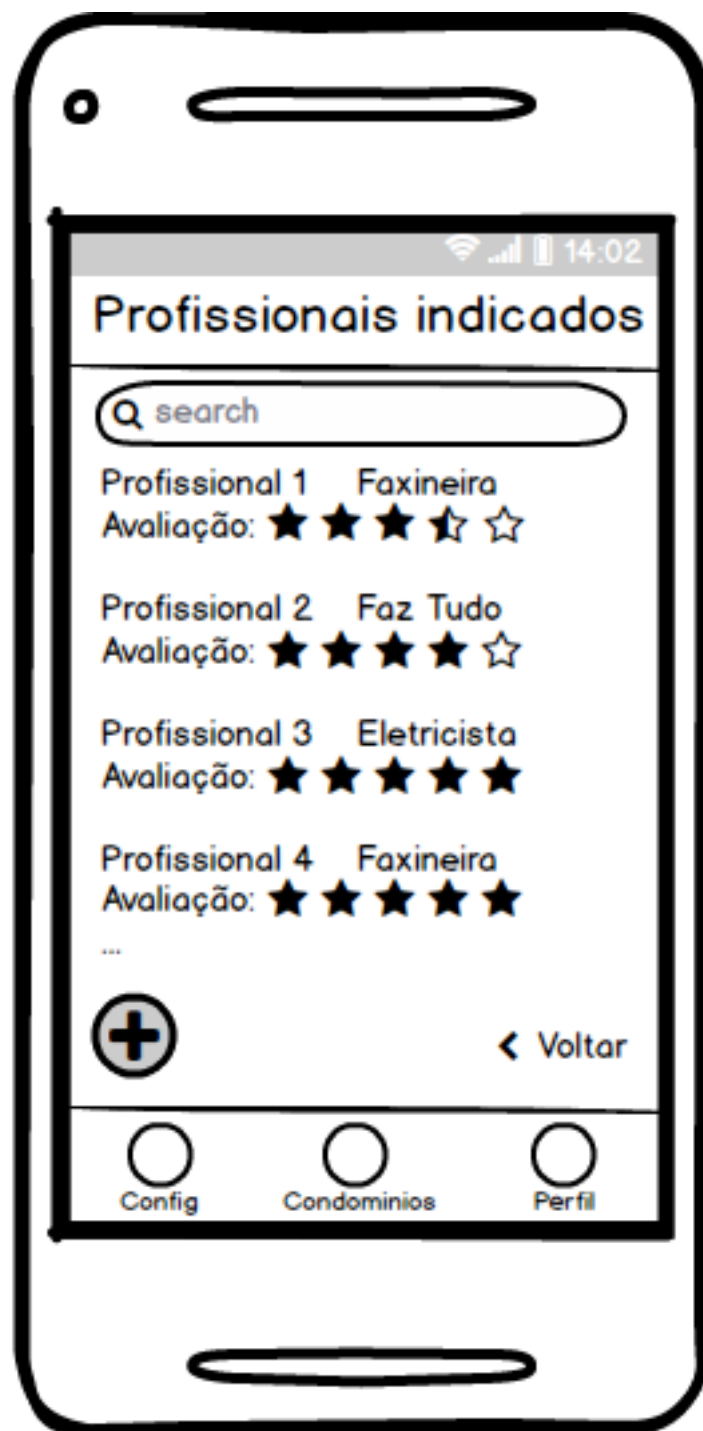 14:02
Profissionais indicados
search
Profissional 1 Faxineira
Avaliação:
Profissional 2 Faz Tudo
Avaliação:
Profissional 3 Eletricista
Avaliação:
Profissional 4 Faxineira
Avaliação:
...
Voltar
Config Condominios Perfil